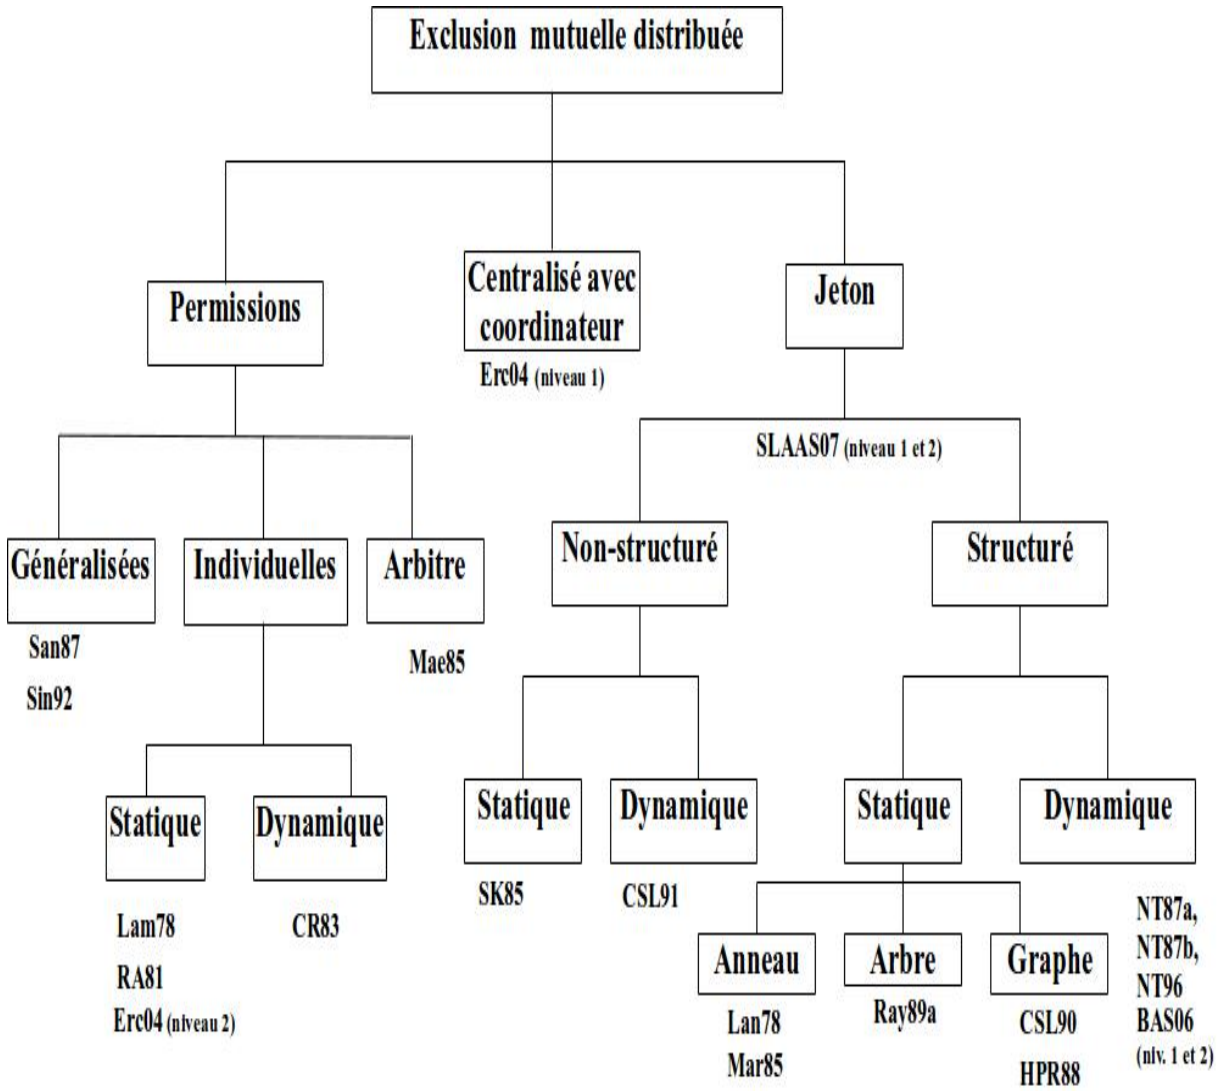 Exclusion mutuelle distribuée
Permissions
Centralisé avec
coordinateur
Erc04 (niveau 1)
Jeton
SLAAS07 (niveau 1 et 2)
Généralisées
San87
Sin92
Individuelles
Arbitre
Mae85
Non-structuré
Structuré
Statique
Lam78
RA81
Erc04 (niveau 2)
Dynamique
CR83
Statique
SK85
Dynamique
CSL91
Statique
Dynamique
NT87a,
NT87b,
NT96
BAS06
(niv. 1 et 2)
Anneau
Lan78
Mar85
Arbre
Ray89a
Graphe
CSL90
HPR88